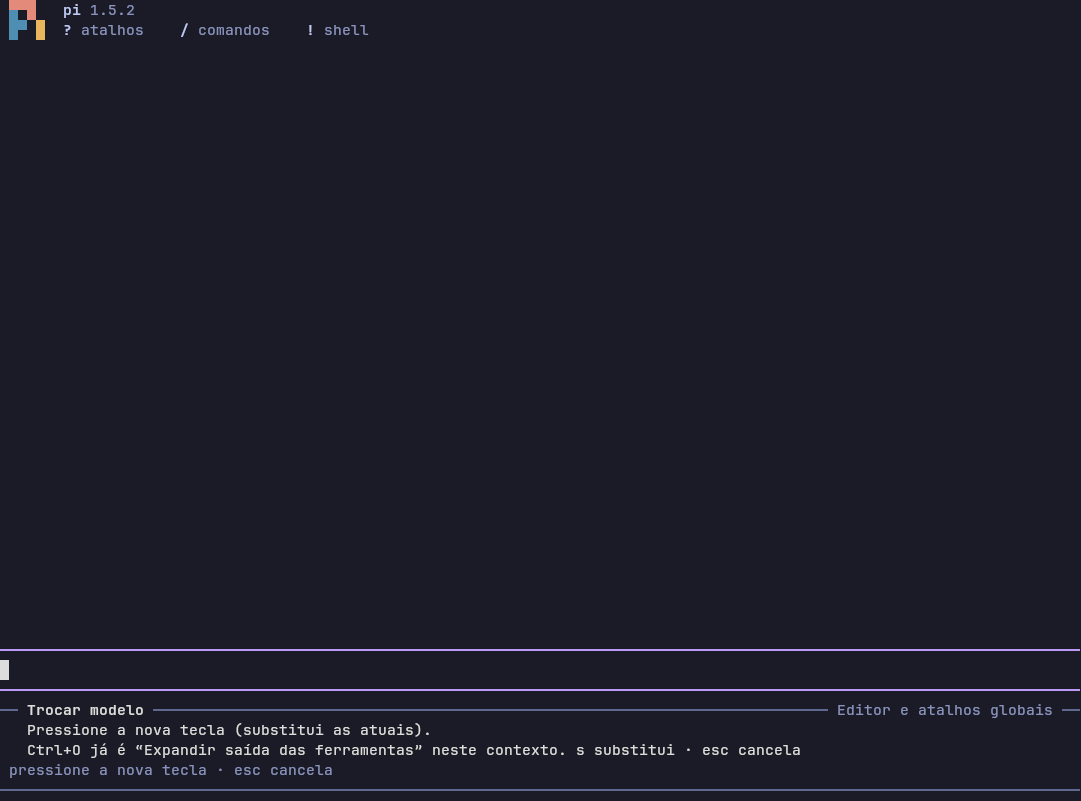 pi 1.5.2
? atalhos / comandos ! shell
Trocar modelo Editor e atalhos globais
Pressione a nova tecla (substitui as atuais).
Ctrl+O já é “Expandir saída das ferramentas” neste contexto. s substitui · esc cancela
pressione a nova tecla · esc cancela